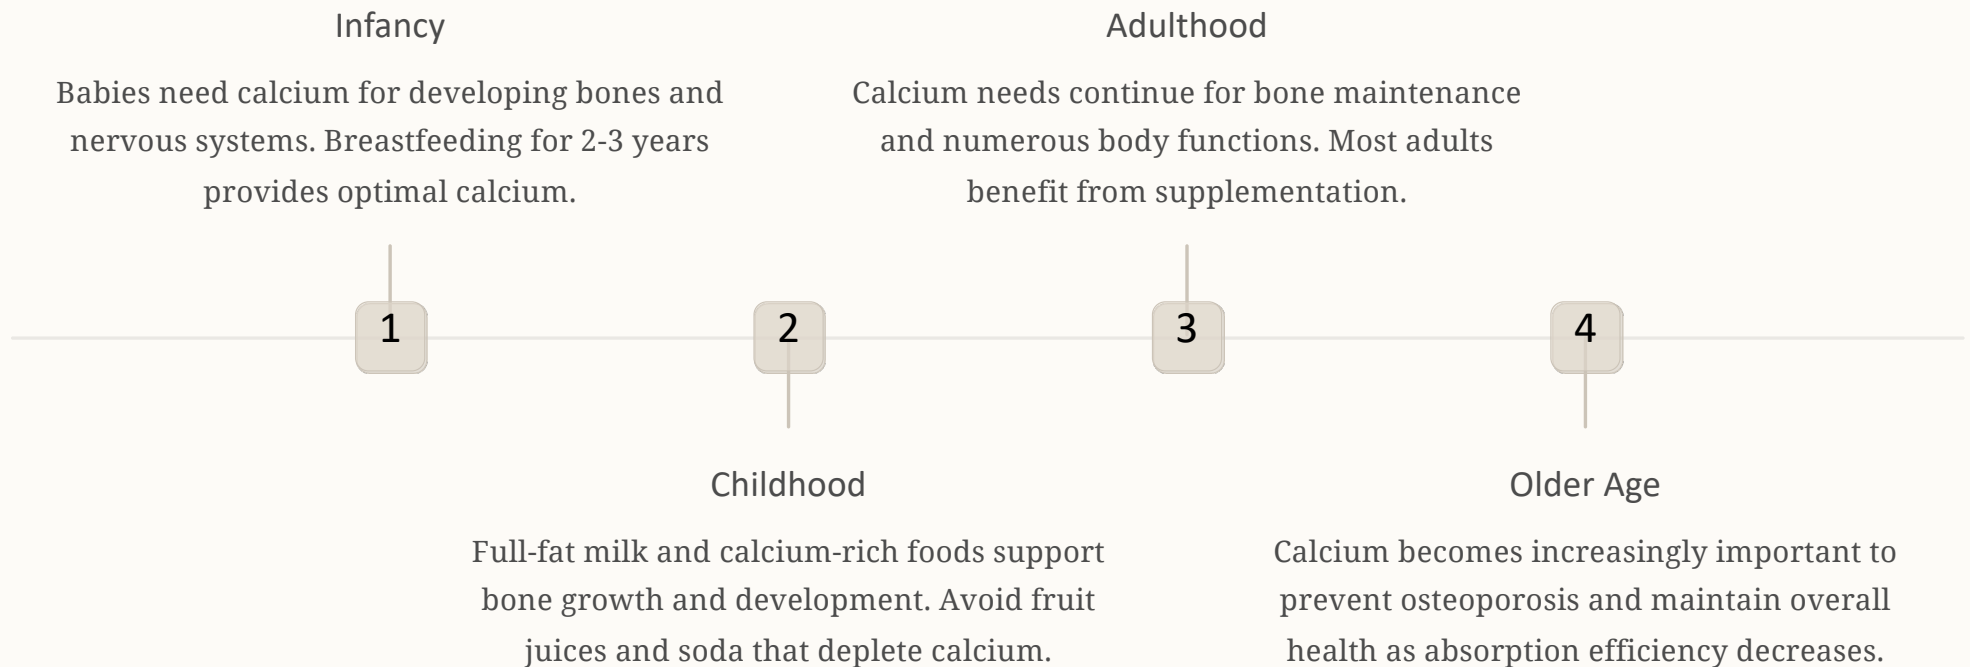 Infancy
Babies need calcium for developing bones and
nervous systems. Breastfeeding for 2-3 years
provides optimal calcium.
Adulthood
Calcium needs continue for bone maintenance
and numerous body functions. Most adults
benefit from supplementation.
1
2
3
4
Childhood
Full-fat milk and calcium-rich foods support
bone growth and development. Avoid fruit
juices and soda that deplete calcium.
Older Age
Calcium becomes increasingly important to
prevent osteoporosis and maintain overall
health as absorption efficiency decreases.